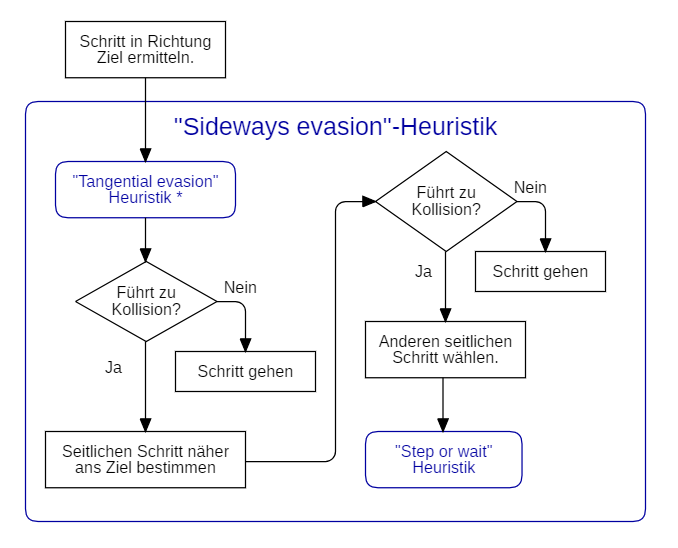 Schritt in Richtung
Ziel ermitteln.
"Sideways evasion"-Heuristik
"Tangential evasion"
Heuristik *
Führt zu
Kollision?
Nein
Ja
Schritt gehen
Seitlichen Schritt näher
ans Ziel bestimmen
Führt zu
Kollision?
Nein
Ja
Schritt gehen
Anderen seitlichen
Schritt wählen.
"Step or wait"
Heuristik